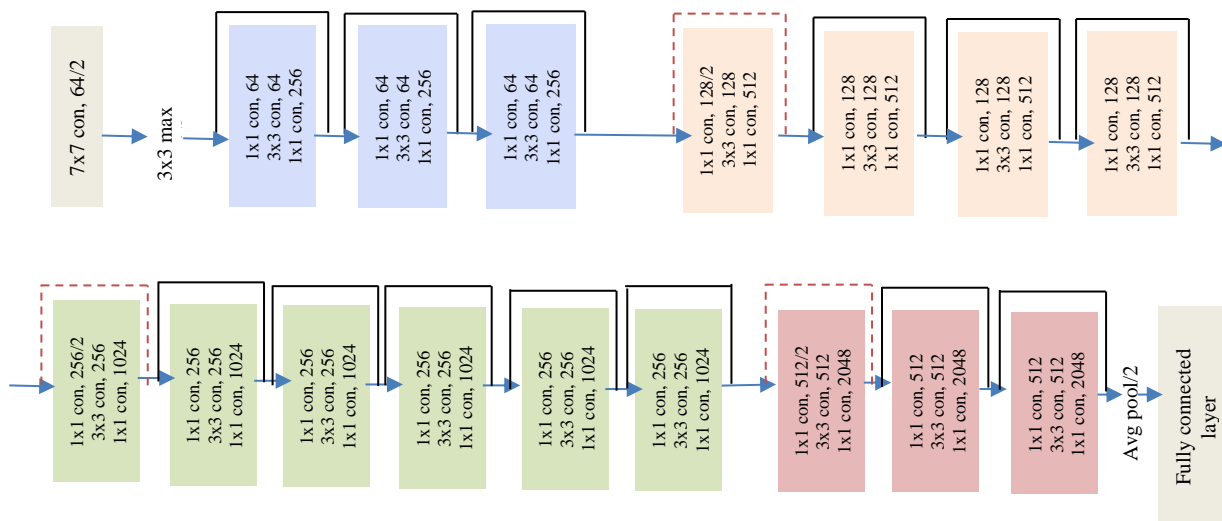 7x7 con, 64/2
3x3 max
1x1 con, 64
3x3 con, 64
1x1 con, 256
1x1 con, 64
3x3 con, 64
1x1 con, 256
1x1 con, 64
3x3 con, 64
1x1 con, 256
1x1 con, 128/2
3x3 con, 128
1x1 con, 512
1x1 con, 128
3x3 con, 128
1x1 con, 512
1x1 con, 128
3x3 con, 128
1x1 con, 512
1x1 con, 128
3x3 con, 128
1x1 con, 512
1x1 con, 256/2
3x3 con, 256
1x1 con, 1024
1x1 con, 256
3x3 con, 256
1x1 con, 1024
1x1 con, 256
3x3 con, 256
1x1 con, 1024
1x1 con, 256
3x3 con, 256
1x1 con, 1024
1x1 con, 256
3x3 con, 256
1x1 con, 1024
1x1 con, 256
3x3 con, 256
1x1 con, 1024
1x1 con, 512/2
3x3 con, 512
1x1 con, 2048
1x1 con, 512
3x3 con, 512
1x1 con, 2048
1x1 con, 512
3x3 con, 512
1x1 con, 2048
Avg pool/2
Fully connected
layer